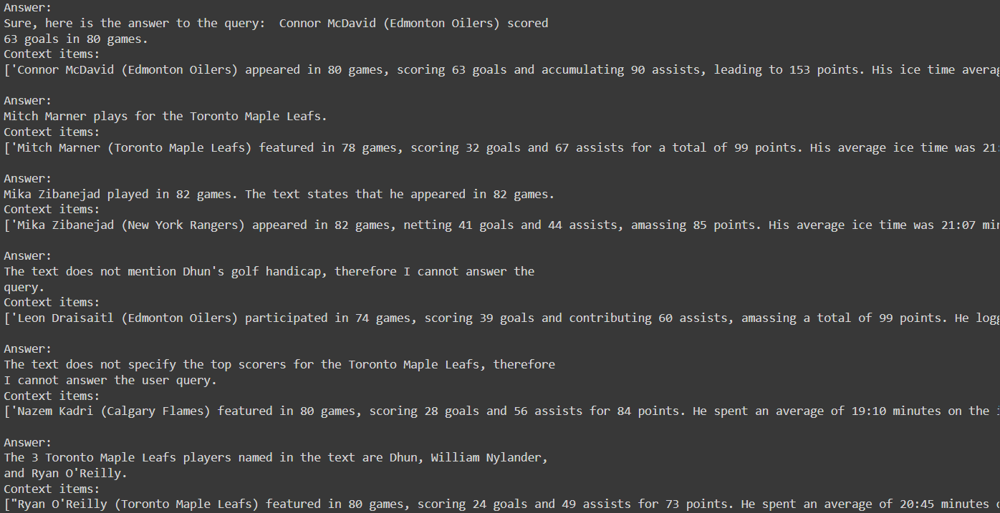 Answer:
Sure, here is the answer to the query:  Connor McDavid (Edmonton Oilers) scored
63 goals in 80 games.
Context items:
['Connor McDavid (Edmonton Oilers) appeared in 80 games, scoring 63 goals and accumulating 90 assists, leading to 153 points. His ice time
Answer:
Mitch Marner plays for the Toronto Maple Leafs.
Context items:
['Mitch Marner (Toronto Maple Leafs) featured in 78 games, scoring 32 goals and 67 assists for a total of 99 points. His average ice time was 21:
Answer:
Mika Zibanejad played in 82 games. The text states that he appeared in 82 games.
Context items:
['Mika Zibanejad (New York Rangers) appeared in 82 games, netting 41 goals and 44 assists, amassing 85 points. His average ice time was 21:07
Answer:
The text does not mention Dhun's golf handicap, therefore I cannot answer the
query.
Context items:
['Leon Draisaitl (Edmonton Oilers) participated in 74 games, scoring 39 goals and contributing 60 assists, amassing a total of 99 points. He
Answer:
The text does not specify the top scorers for the Toronto Maple Leafs, therefore
I cannot answer the user query.
Context items:
['Nazem Kadri (Calgary Flames) featured in 80 games, scoring 28 goals and 56 assists for 84 points. He spent an average of 19:10 minutes on the
Answer:
The 3 Toronto Maple Leafs players named in the text are Dhun, William Nylander,
and Ryan O'Reilly.
Context items:
["Ryan O'Reilly (Toronto Maple Leafs) featured in 80 games, scoring 24 goals and 49 assists for 73 points. He spent an average of 20:45 minutes